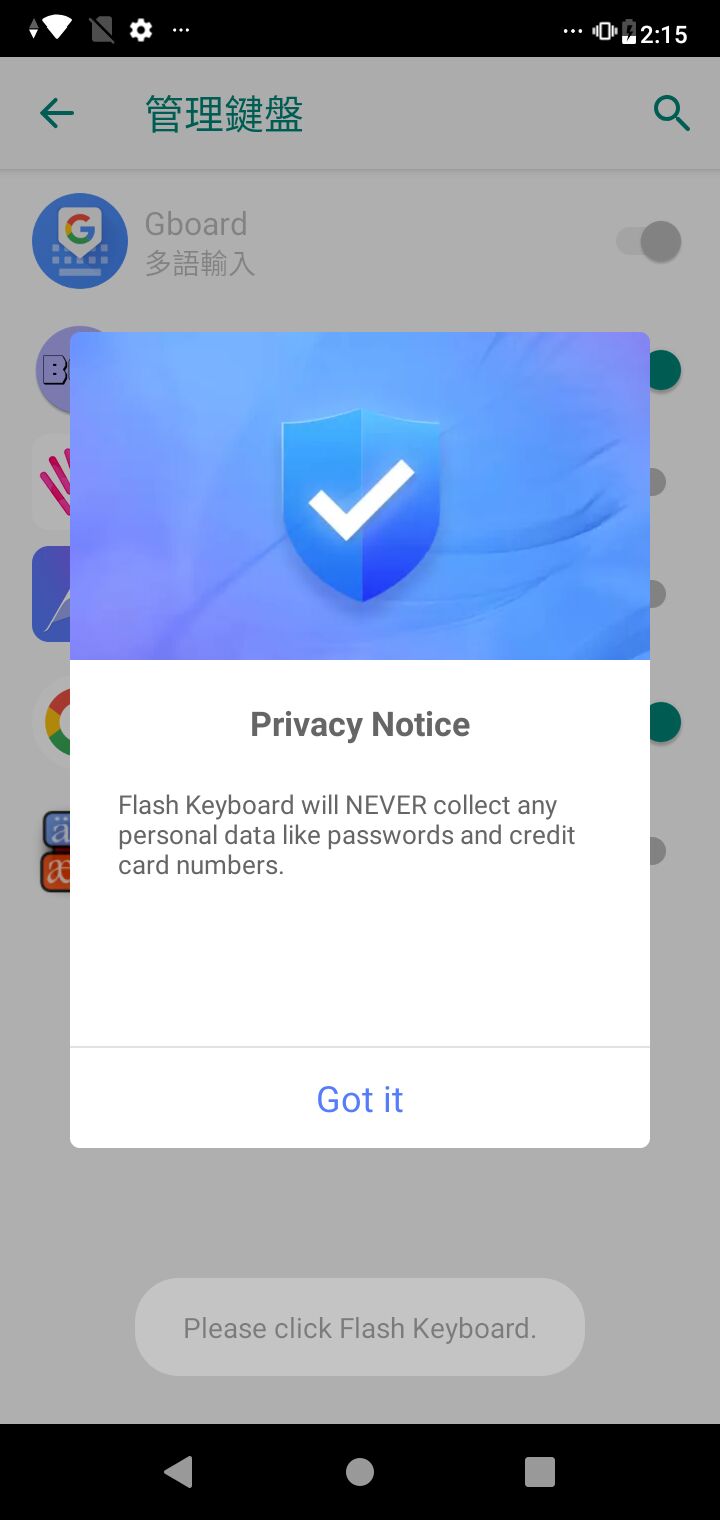 2:15
管理鍵盤
Gboard
多語輸入
Privacy Notice
Flash Keyboard will NEVER collect any
personal data like passwords and credit
card numbers.
Got it
Please click Flash Keyboard.